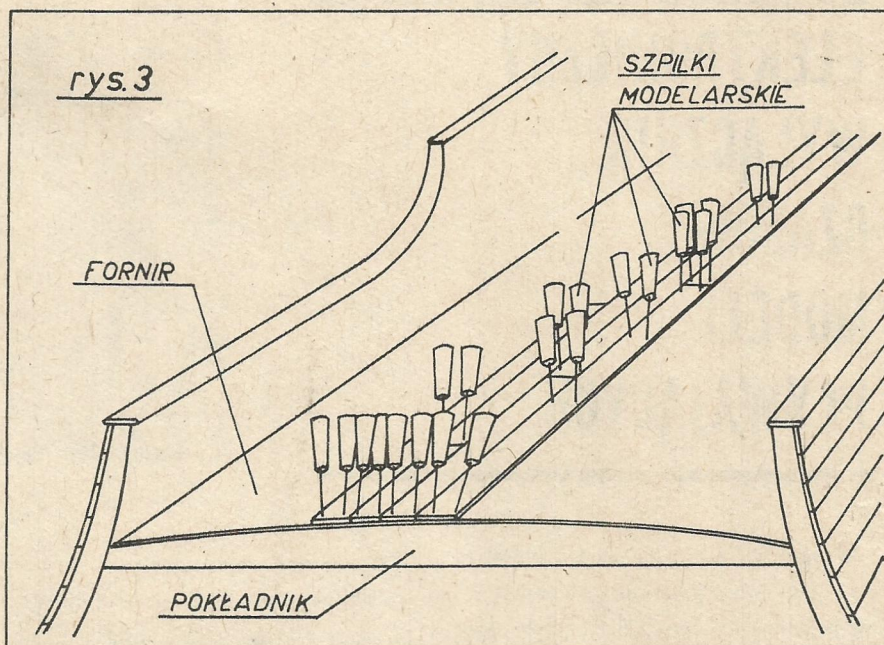 rys. 3
SZPILKI
MODELARSKIE
FORNIR
POKŁADNIK